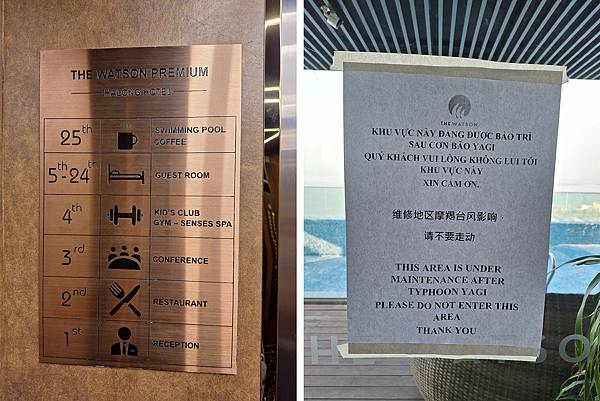 THE WATSON PREMIUM
HALONG HOTEL
25th SWIMMING POOL
COFFEE
5-24th GUEST ROOM
4th KID'S CLUB
GYM – SENSES SPA
3rd CONFERENCE
2nd RESTAURANT
1st RECEPTION
THE WATSON
KHU VỰC NÀY ĐANG ĐƯỢC BẢO TRÌ
SAU CƠN BÃO YAGI
QUÝ KHÁCH VUI LÒNG KHÔNG LUI TỚI
KHU VỰC NÀY
XIN CẢM ƠN.
维修地区摩羯台风影响，
请不要走动
THIS AREA IS UNDER
MAINTENANCE AFTER
TYPHOON YAGI
PLEASE DO NOT ENTER THIS
AREA
THANK YOU